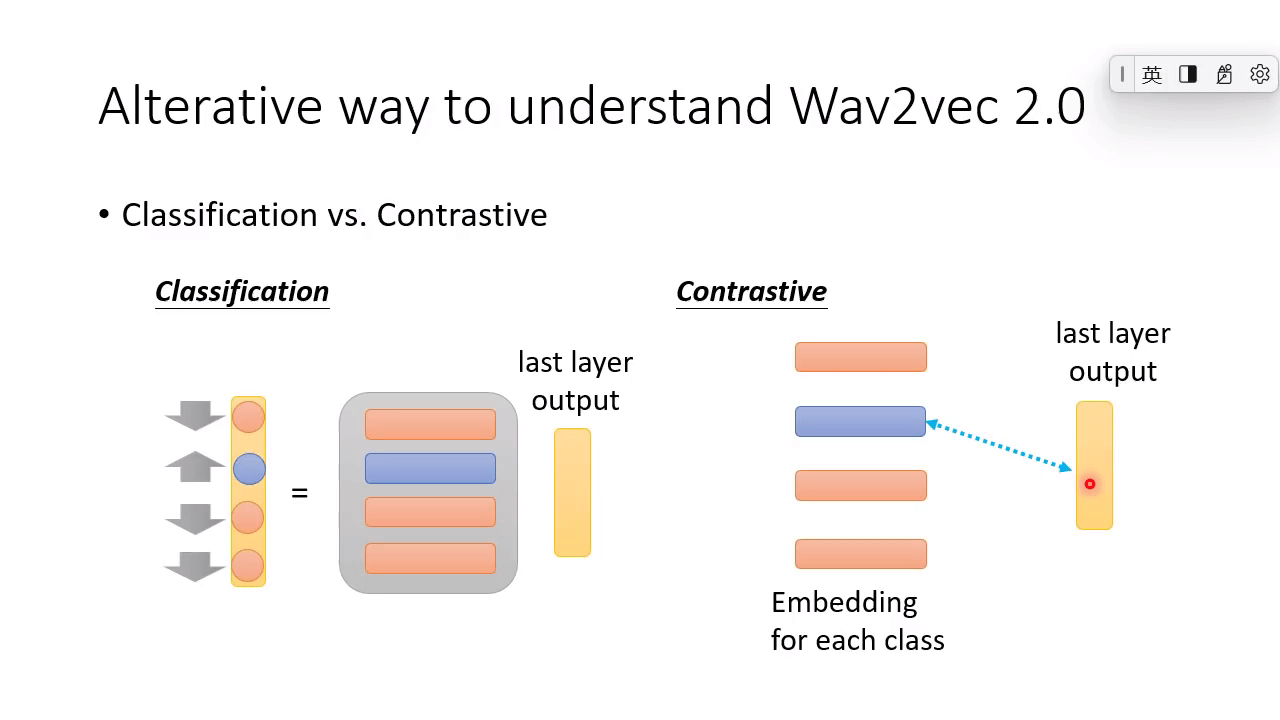 英
Alterative way to understand Wav2vec 2.0
• Classification vs. Contrastive
Classification
Contrastive
last layer
output
last layer
output
=
Embedding
for each class